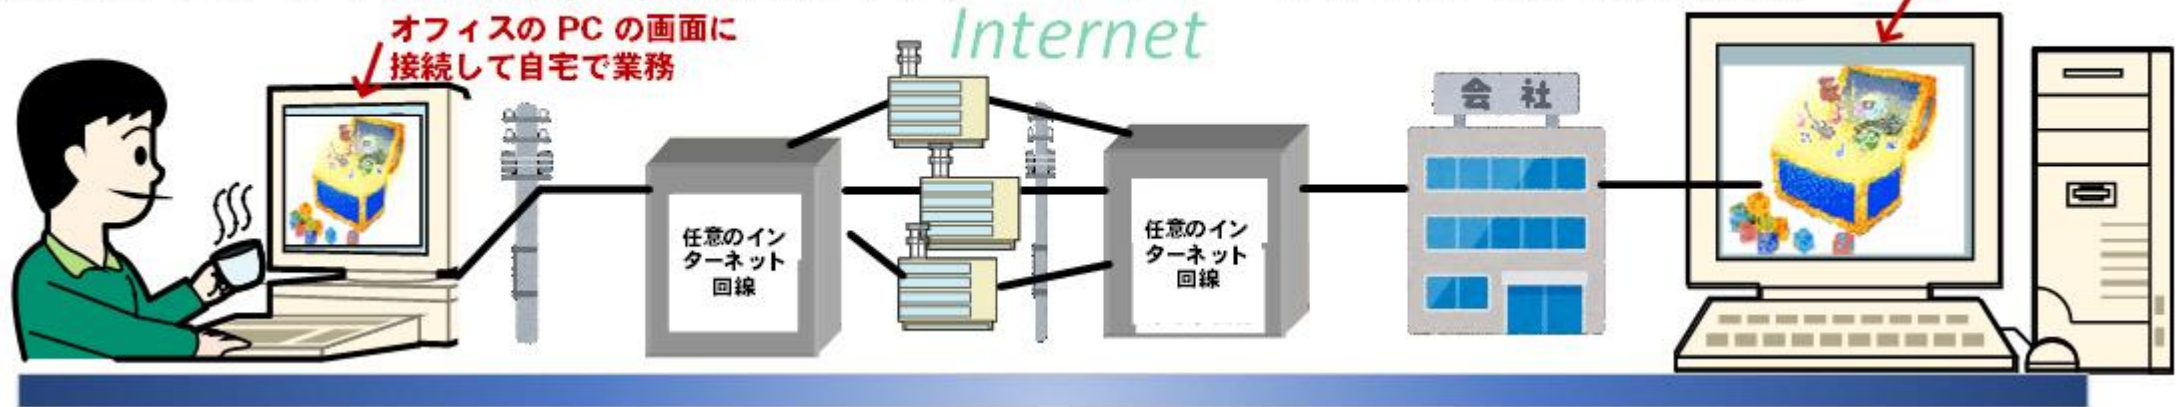 オフィスの PC の画面に
接続して自宅で業務
Internet
会社
任意のイン
ターネット
回線
任意のイン
ターネット
回線